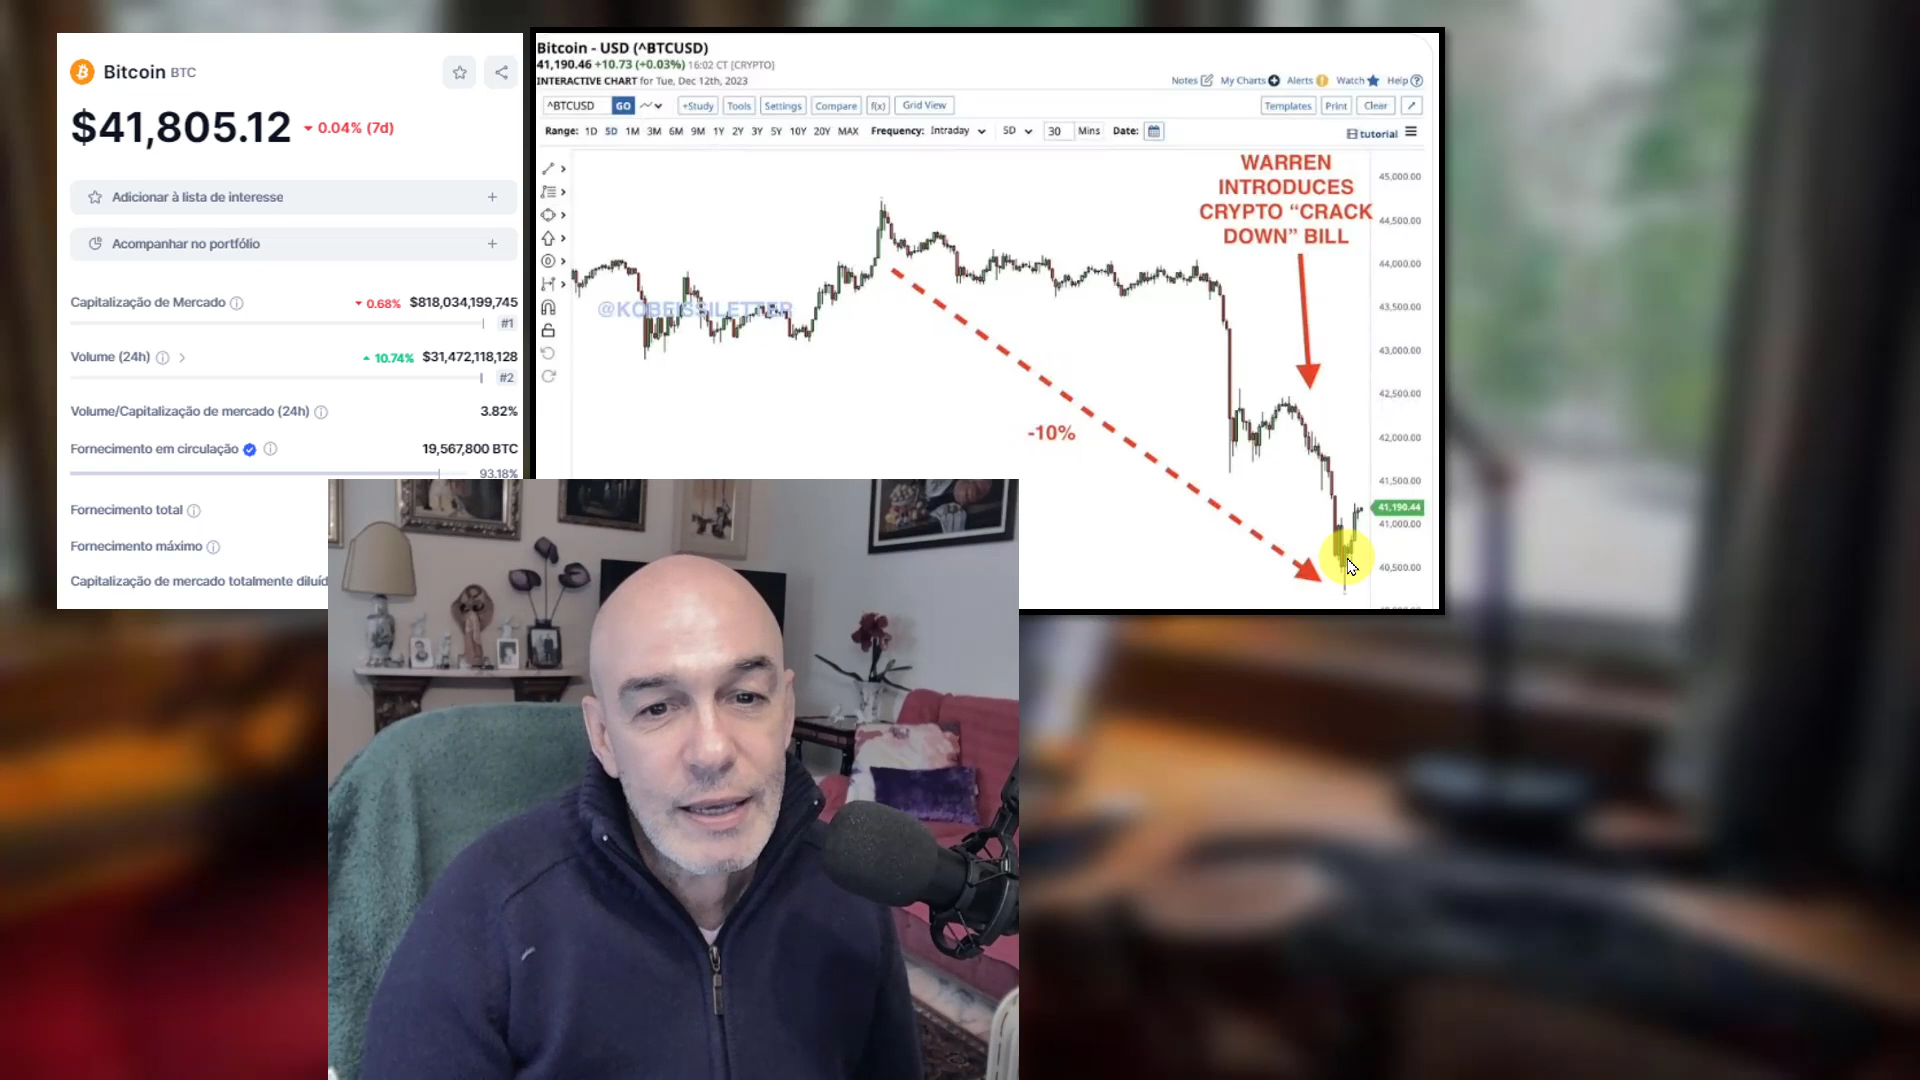 Bitcoin BTC
$41,805.12 0.04% (7d)
Adicionar à lista de interesse
Acompanhar no portfólio
Capitalização de Mercado 0.68% $818,034,199,745
#1
Volume (24h) 10.74% $31,472,118,128
#2
Volume/Capitalização de mercado (24h) 3.82%
Fornecimento em circulação 19,567,800 BTC
93.18%
Fornecimento total
Fornecimento máximo
Capitalização de mercado totalmente diluíd
Bitcoin - USD (^BTCUSD)
41,190.46 +10.73 (+0.03%) 16:02 CT [CRYPTO]
INTERACTIVE CHART for Tue, Dec 12th, 2023
Notes My Charts Alerts Watch Help
^BTCUSD GO +Study Tools Settings Compare f(x) Grid View Templates Print Clear
Range: 1D 5D 1M 3M 6M 9M 1Y 2Y 3Y 5Y 10Y 20Y MAX Frequency: Intraday 5D 30 Mins Date: tutorial
WARREN
INTRODUCES
CRYPTO “CRACK
DOWN” BILL
@KOBEISSILETTER
-10%
45,000.00
44,500.00
44,000.00
43,500.00
43,000.00
42,500.00
42,000.00
41,500.00
41,190.44
41,000.00
40,500.00